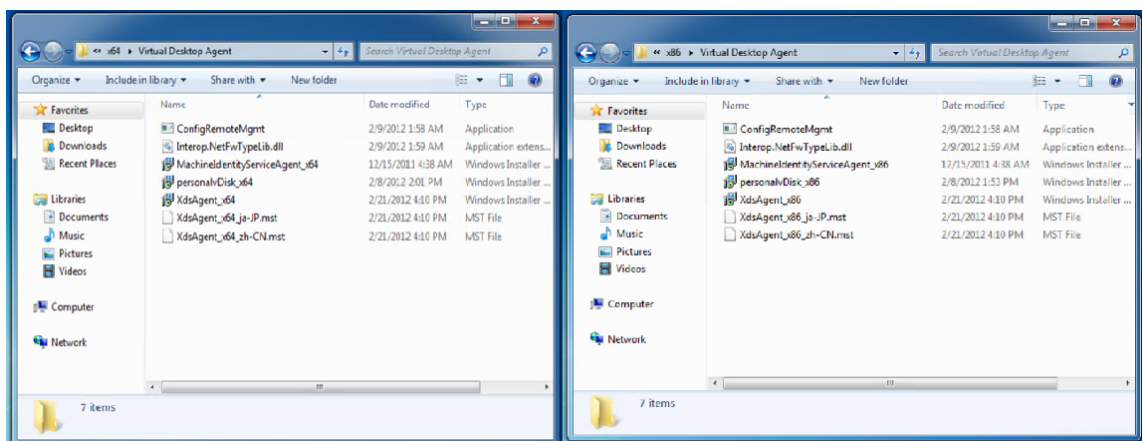 « x64 ▸ Virtual Desktop Agent
Search Virtual Desktop Agent
Organize Include in library Share with New folder
Name Date modified Type
Favorites
Desktop
Downloads
Recent Places
Libraries
Documents
Music
Pictures
Videos
Computer
Network
ConfigRemoteMgmt 2/9/2012 1:58 AM Application
Interop.NetFwTypeLib.dll 2/9/2012 1:59 AM Application extens...
MachineIdentityServiceAgent_x64 12/15/2011 4:38 AM Windows Installer ...
personalvDisk_x64 2/8/2012 2:01 PM Windows Installer ...
XdsAgent_x64 2/21/2012 4:10 PM Windows Installer ...
XdsAgent_x64_ja-JP.mst 2/21/2012 4:10 PM MST File
XdsAgent_x64_zh-CN.mst 2/21/2012 4:10 PM MST File
7 items
« x86 ▸ Virtual Desktop Agent
Search Virtual Desktop Agent
Organize Include in library Share with New folder
Name Date modified Type
Favorites
Desktop
Downloads
Recent Places
Libraries
Documents
Music
Pictures
Videos
Computer
Network
ConfigRemoteMgmt 2/9/2012 1:58 AM Application
Interop.NetFwTypeLib.dll 2/9/2012 1:59 AM Application extens...
MachineIdentityServiceAgent_x86 12/15/2011 4:38 AM Windows Installer ...
personalvDisk_x86 2/8/2012 1:53 PM Windows Installer ...
XdsAgent_x86 2/21/2012 4:10 PM Windows Installer ...
XdsAgent_x86_ja-JP.mst 2/21/2012 4:10 PM MST File
XdsAgent_x86_zh-CN.mst 2/21/2012 4:10 PM MST File
7 items